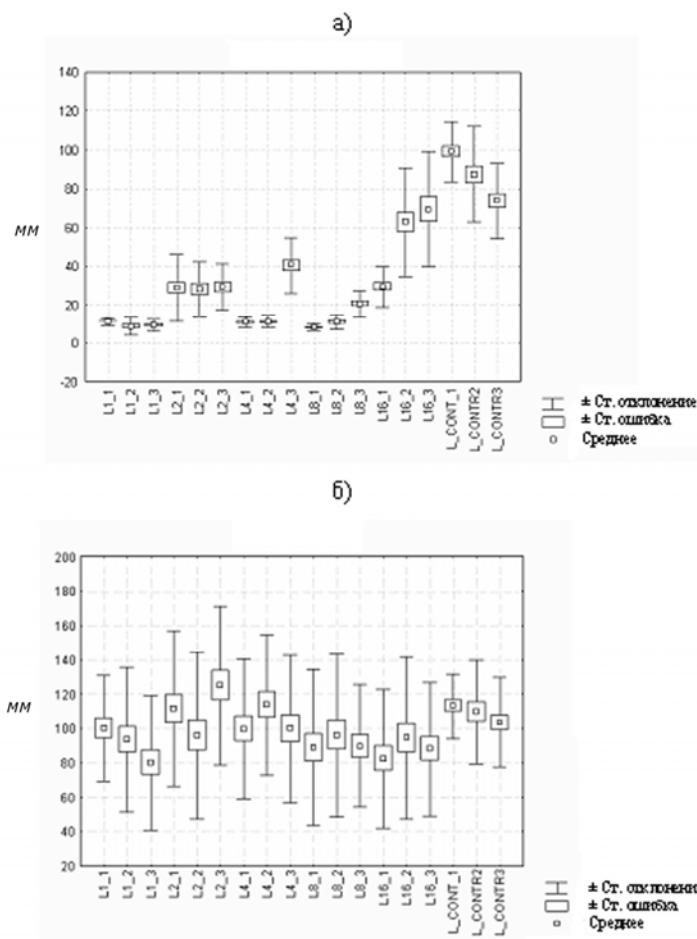 а)
140
120
100
80
мм
60
40
20
0
-20
L1_1 L1_2 L1_3 L2_1 L2_2 L2_3 L4_1 L4_2 L4_3 L8_1 L8_2 L8_3 L16_1 L16_2 L16_3 L_CONT_1 L_CONTR2 L_CONTR3
± Ст. отклонение
± Ст. ошибка
Среднее
б)
200
180
160
140
120
мм
100
80
60
40
20
L1_1 L1_2 L1_3 L2_1 L2_2 L2_3 L4_1 L4_2 L4_3 L8_1 L8_2 L8_3 L16_1 L16_2 L16_3 L_CONT_1 L_CONTR2 L_CONTR3
± Ст. отклонени
± Ст. ошибка
Среднее